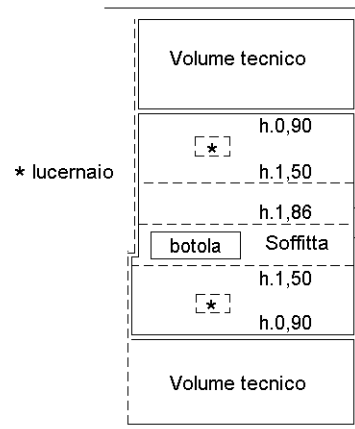 Volume tecnico
h.0,90
*
* lucernaio
h.1,50
h.1,86
botola
Soffitta
h.1,50
*
h.0,90
Volume tecnico